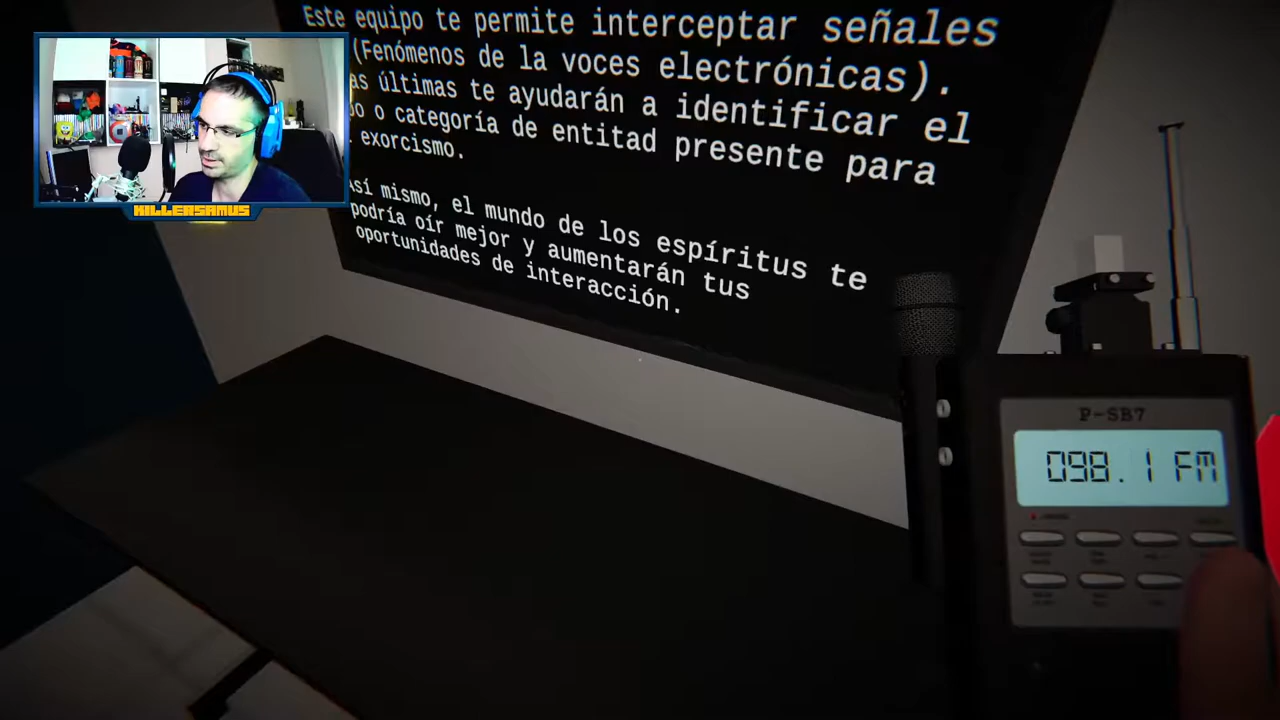 Este equipo te permite interceptar señales
(Fenómenos de la voces electrónicas).
últimas te ayudarán a identificar el
o categoría de entidad presente para
exorcismo.
Así mismo, el mundo de los espíritus te
podría oír mejor y aumentarán tus
oportunidades de interacción.
KILLERSAMUS
P-SB7
098.1 FM